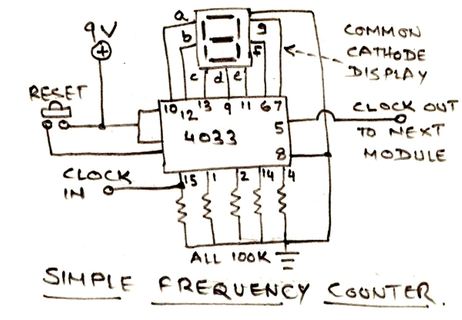 9V
a
b
g
f
COMMON
CATHODE
DISPLAY
c d e
RESET
10 12 13 9 11 6 7
CLOCK OUT
TO NEXT
MODULE
4033
5
8
CLOCK
IN
15 1 2 14 4
ALL 100K
SIMPLE FREQUENCY COUNTER.